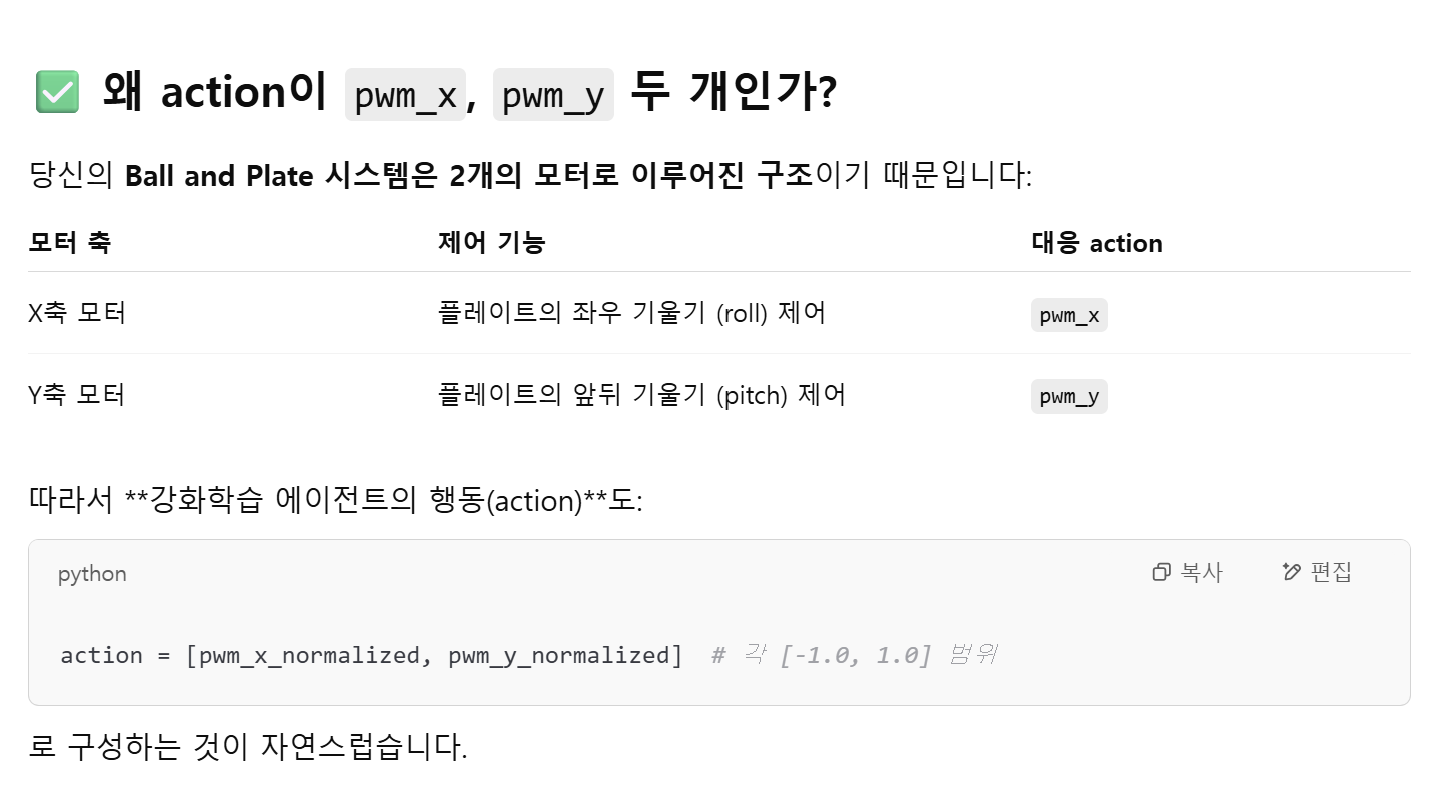 ✅ 왜 action이 pwm_x, pwm_y 두 개인가?
당신의 Ball and Plate 시스템은 2개의 모터로 이루어진 구조이기 때문입니다:
모터 축 제어 기능 대응 action
X축 모터 플레이트의 좌우 기울기 (roll) 제어 pwm_x
Y축 모터 플레이트의 앞뒤 기울기 (pitch) 제어 pwm_y
따라서 **강화학습 에이전트의 행동(action)**도:
python 복사 편집
action = [pwm_x_normalized, pwm_y_normalized]  # 각 [-1.0, 1.0] 범위
로 구성하는 것이 자연스럽습니다.